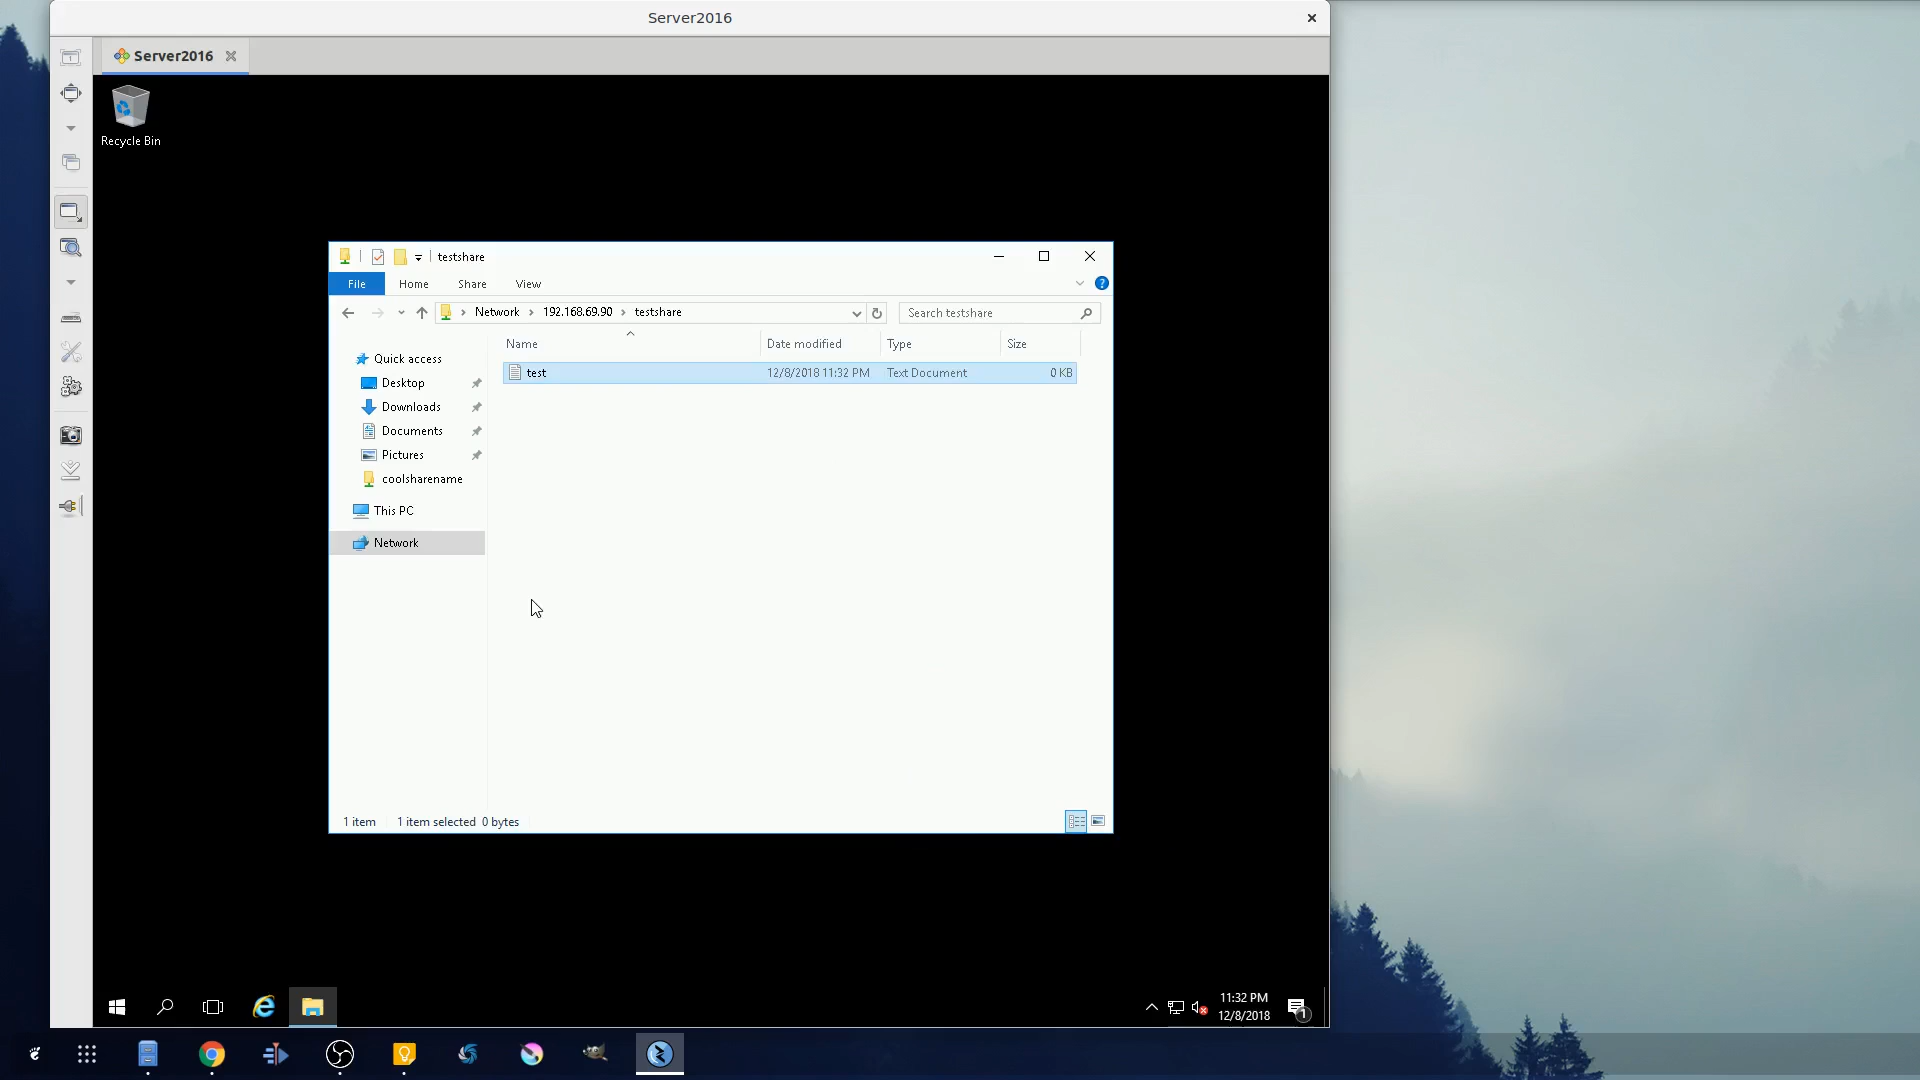 Server2016
Server2016
Recycle Bin
testshare
File Home Share View
Network 192.168.69.90 testshare
Search testshare
Name Date modified Type Size
test 12/8/2018 11:32 PM Text Document 0 KB
Quick access
Desktop
Downloads
Documents
Pictures
coolsharename
This PC
Network
1 item 1 item selected 0 bytes
11:32 PM
12/8/2018
1